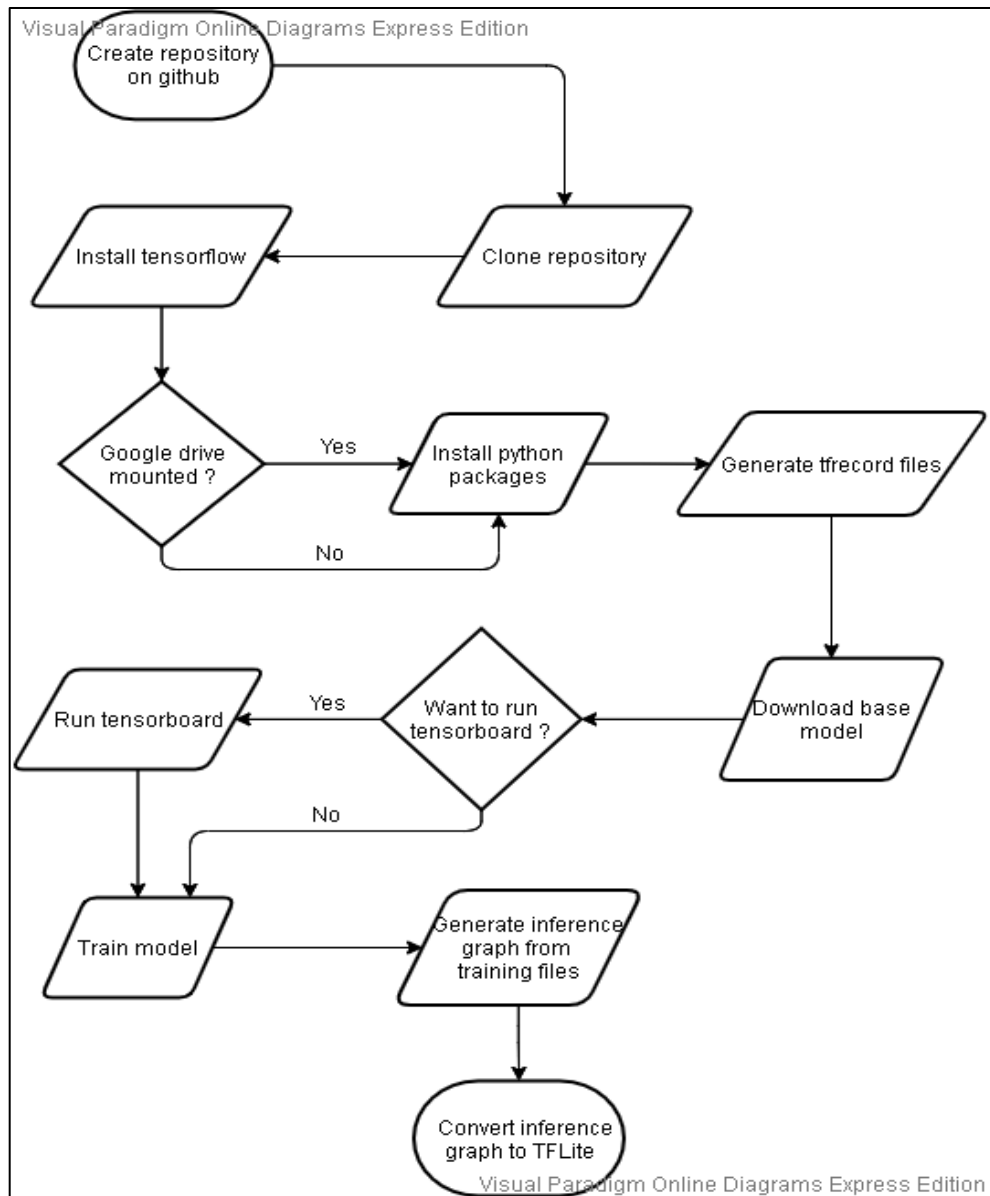 Visual Paradigm Online Diagrams Express Edition
Create repository
on github
Install tensorflow
Clone repository
Google drive
mounted ?
Yes
No
Install python
packages
Generate tfrecord files
Run tensorboard
Yes
Want to run
tensorboard ?
No
Download base
model
Train model
Generate inference
graph from
training files
Convert inference
graph to TFLite
Visual Paradigm Online Diagrams Express Edition